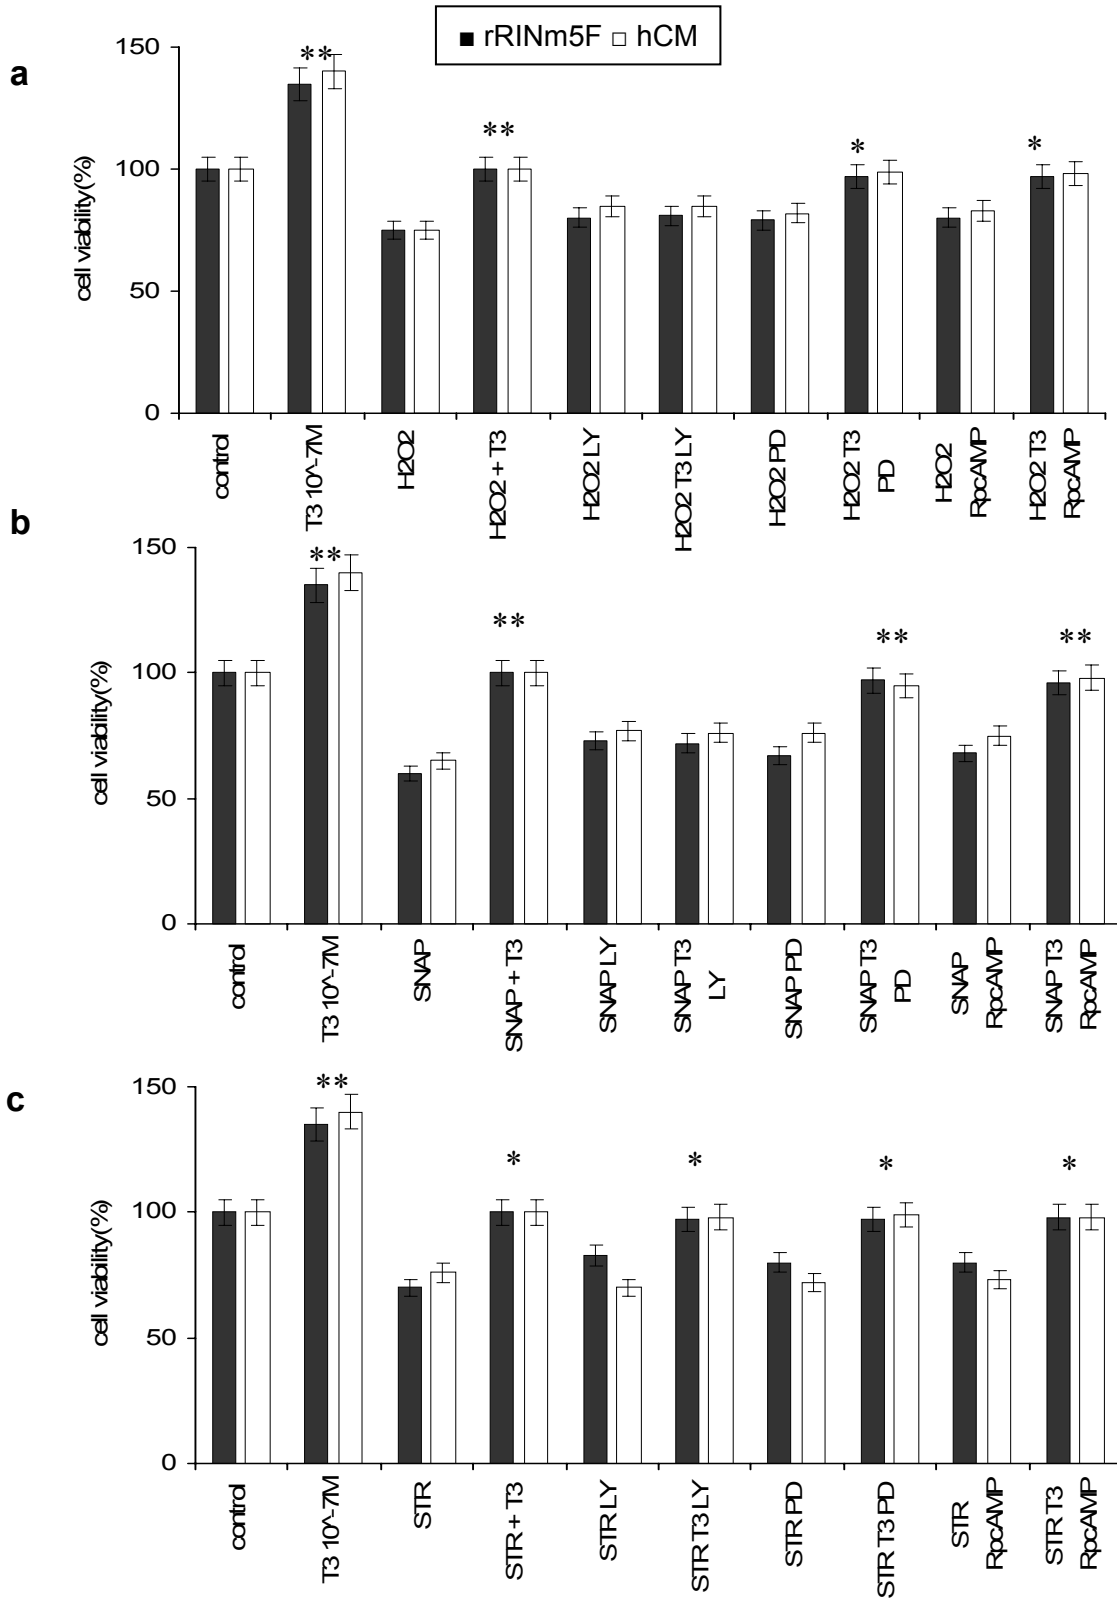 ■ rRINm5F □ hCM
a
cell viability(%)
150
100
50
0
**
**
*
*
control
T3 10^-7M
H2O2
H2O2 + T3
H2O2 LY
H2O2 T3 LY
H2O2 PD
H2O2 T3
PD
H2O2
RpcAMP
H2O2 T3
RpcAMP
b
cell viability(%)
150
100
50
0
**
**
**
**
control
T3 10^-7M
SNAP
SNAP + T3
SNAP LY
SNAP T3
LY
SNAP PD
SNAP T3
PD
SNAP
RpcAMP
SNAP T3
RpcAMP
c
cell viability(%)
150
100
50
0
**
*
*
*
*
control
T3 10^-7M
STR
STR + T3
STR LY
STR T3 LY
STR PD
STR T3 PD
STR
RpcAMP
STR T3
RpcAMP